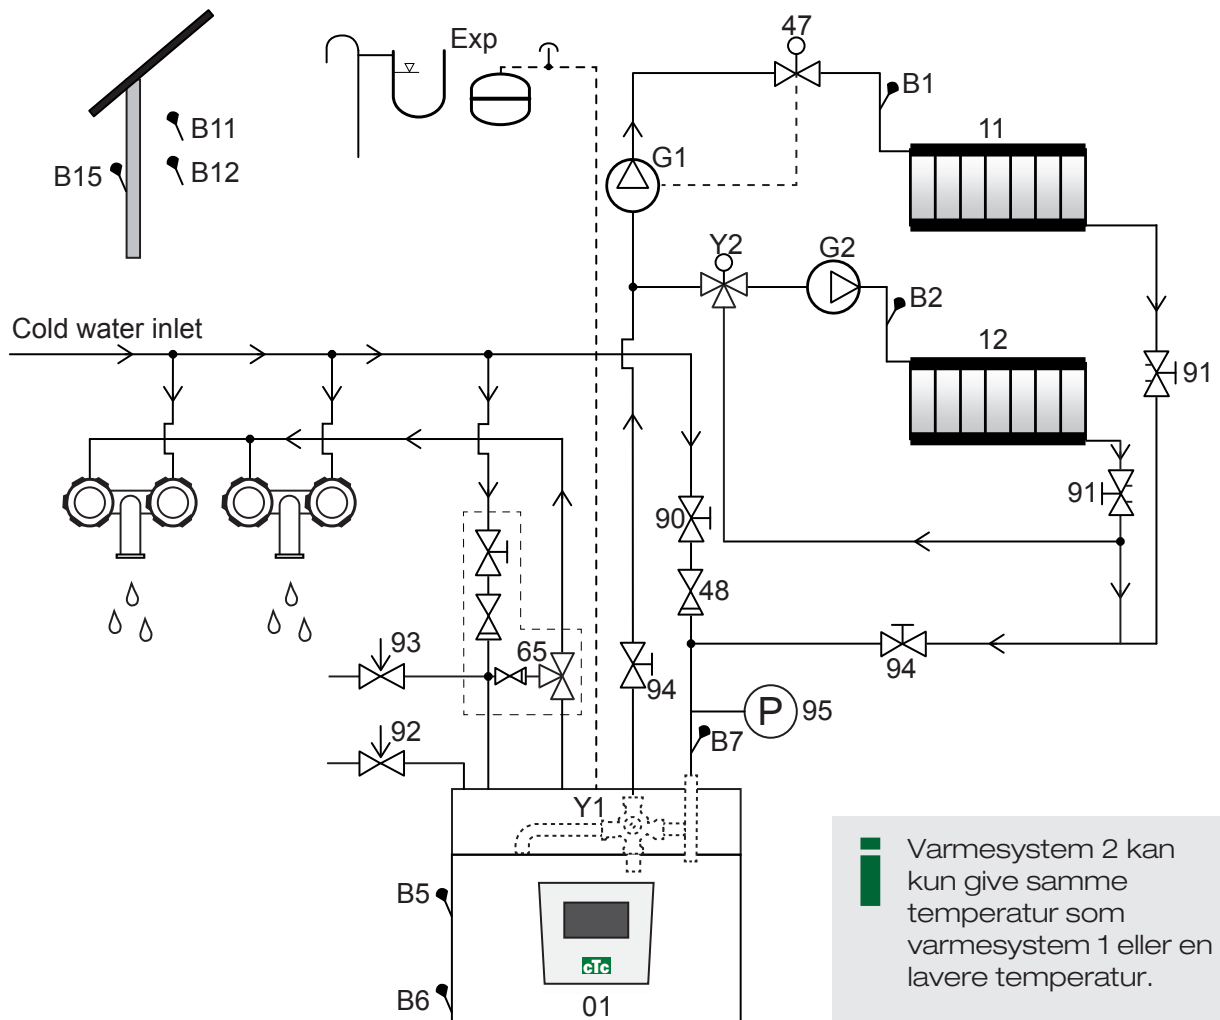 47
Exp
B1
B11
11
G1
B12
B15
Y2
G2
B2
Cold water inlet
12
91
91
90
48
93
65
94
94
P
95
92
B7
Y1
B5
cTc
B6
01
Varmesystem 2 kan
kun give samme
temperatur som
varmesystem 1 eller en
lavere temperatur.